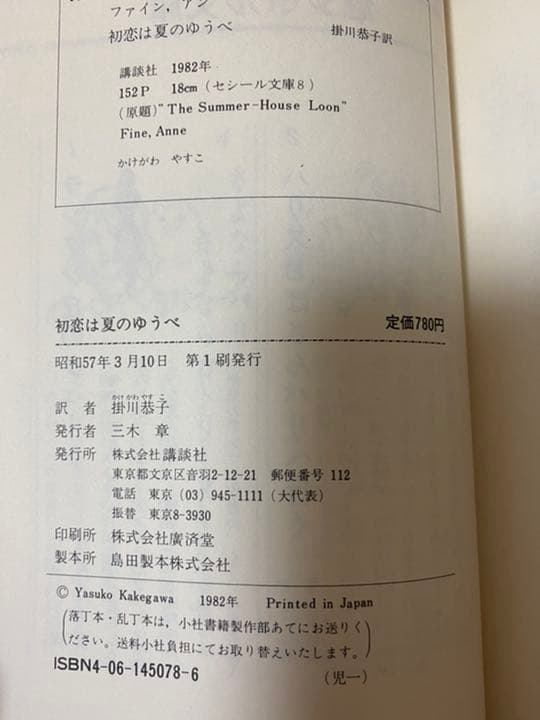 ファイン,アン
初恋は夏のゆうべ 掛川恭子訳
講談社 1982年
152P 18cm (セシール文庫8)
(原題)"The Summer-House Loon"
Fine, Anne
かけがわ やすこ
初恋は夏のゆうべ 定価780円
昭和57年3月10日 第1刷発行
かけがわやすこ
訳者 掛川恭子
発行者 三木 章
発行所 株式会社講談社
東京都文京区音羽2-12-21 郵便番号 112
電話 東京 (03) 945-1111 (大代表)
振替 東京8-3930
印刷所 株式会社廣済堂
製本所 島田製本株式会社
© Yasuko Kakegawa 1982年 Printed in Japan
(落丁本・乱丁本は,小社書籍製作部あてにお送りく
ださい。送料小社負担にてお取り替えいたします。)
ISBN4-06-145078-6 (児一)